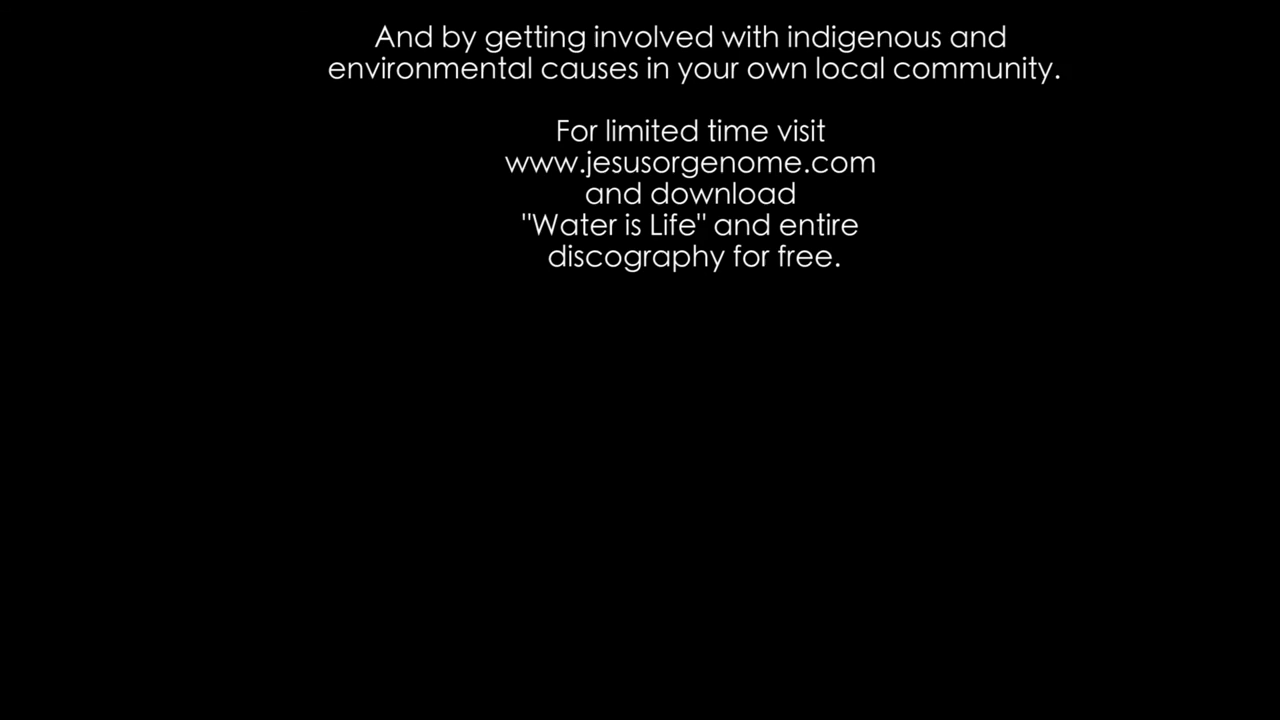 And by getting involved with indigenous and
environmental causes in your own local community.
For limited time visit
www.jesusorgenome.com
and download
"Water is Life" and entire
discography for free.